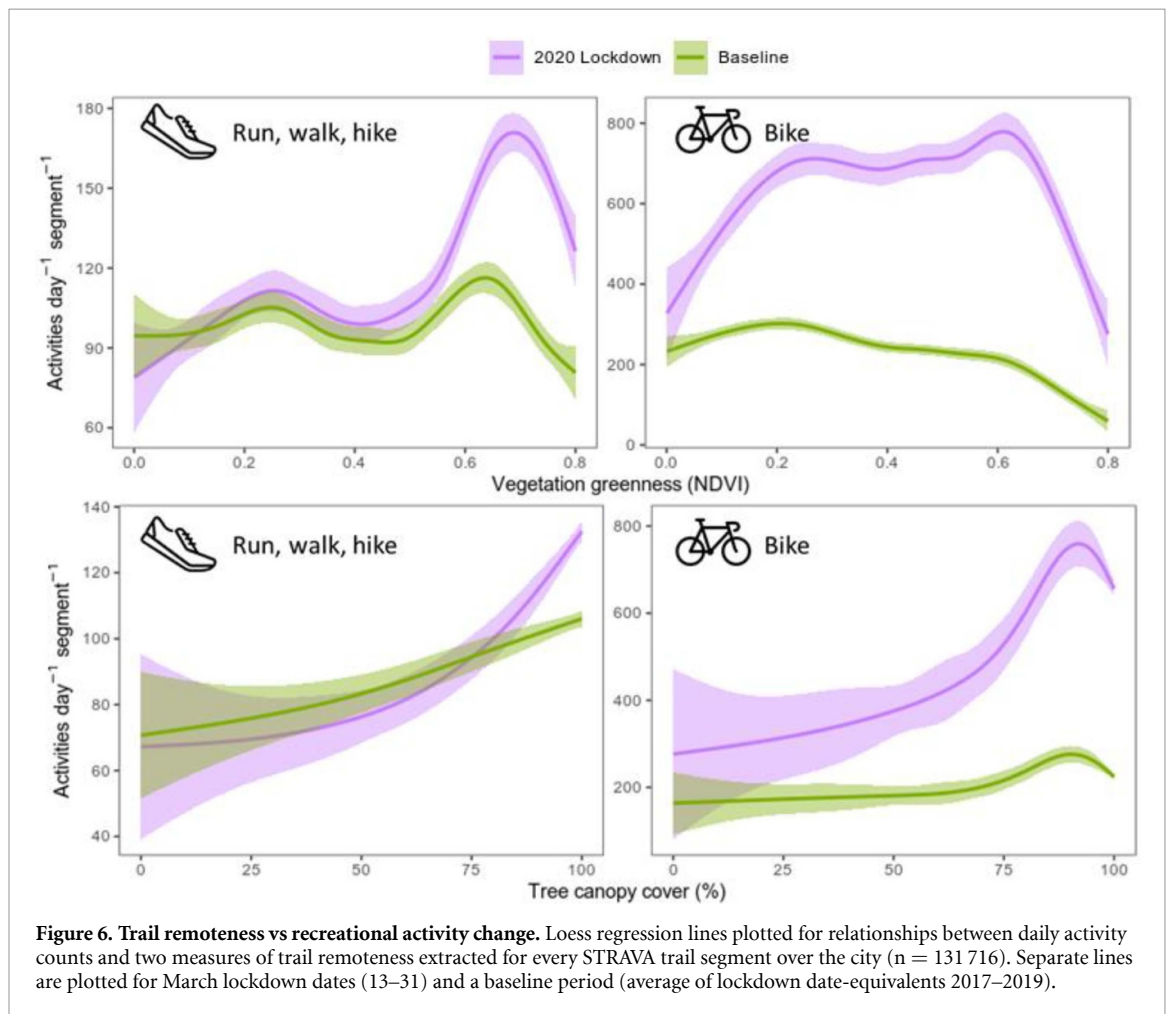 2020 Lockdown Baseline
Run, walk, hike
Bike
Activities day⁻¹ segment⁻¹
180
150
120
90
60
0.0 0.2 0.4 0.6 0.8
800
600
400
200
0
0.0 0.2 0.4 0.6 0.8
Vegetation greenness (NDVI)
Run, walk, hike
Bike
Activities day⁻¹ segment⁻¹
140
120
100
80
60
40
0 25 50 75 100
800
600
400
200
0 25 50 75 100
Tree canopy cover (%)
Figure 6. Trail remoteness vs recreational activity change. Loess regression lines plotted for relationships between daily activity
counts and two measures of trail remoteness extracted for every STRAVA trail segment over the city (n = 131 716). Separate lines
are plotted for March lockdown dates (13–31) and a baseline period (average of lockdown date-equivalents 2017–2019).